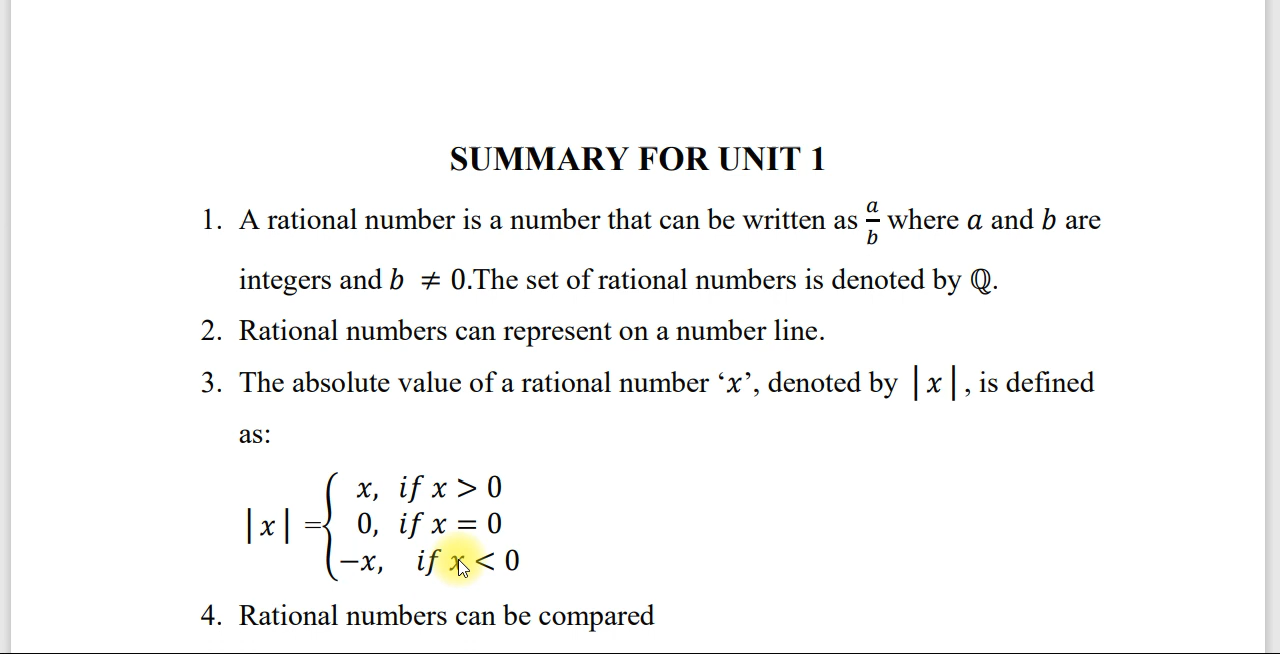 SUMMARY FOR UNIT 1
1. A rational number is a number that can be written as a/b where a and b are
integers and b ≠ 0.The set of rational numbers is denoted by ℚ.
2. Rational numbers can represent on a number line.
3. The absolute value of a rational number ‘x’, denoted by |x|, is defined
as:
|x| = { x, if x > 0
0, if x = 0
−x, if x < 0
4. Rational numbers can be compared